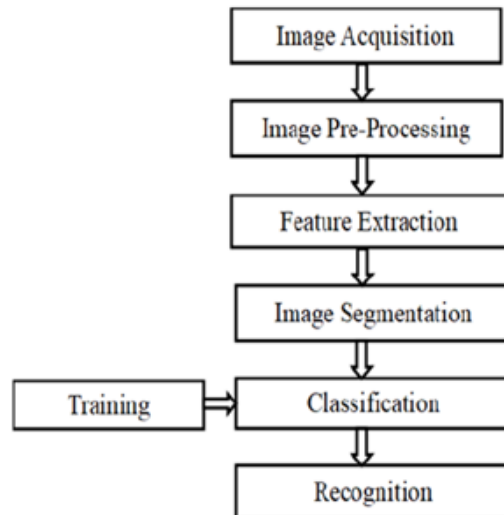 Image Acquisition
Image Pre-Processing
Feature Extraction
Image Segmentation
Training
Classification
Recognition